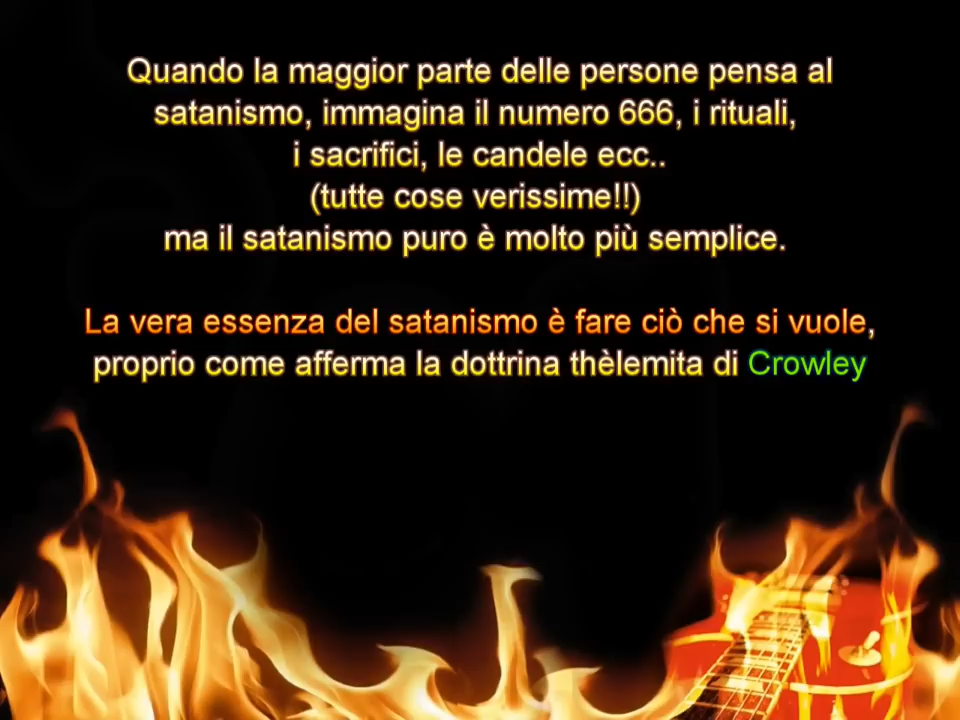 Quando la maggior parte delle persone pensa al
satanismo, immagina il numero 666, i rituali,
i sacrifici, le candele ecc..
(tutte cose verissime!!)
ma il satanismo puro è molto più semplice.
La vera essenza del satanismo è fare ciò che si vuole,
proprio come afferma la dottrina thèlemita di Crowley